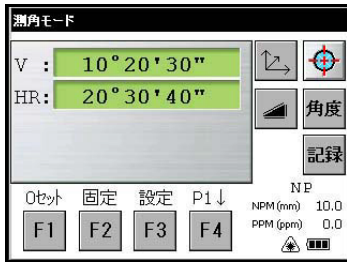 測角モード
V : 10°20'30"
HR: 20°30'40"
角度
記録
0セット 固定 設定 P1↓
F1 F2 F3 F4
NP
NPM (mm) 10.0
PPM (ppm) 0.0